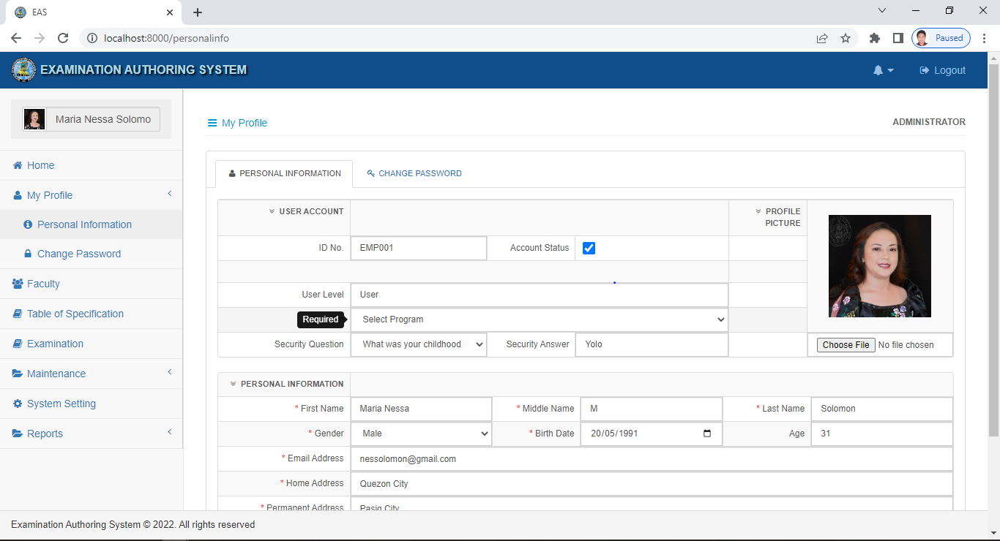 EAS
localhost:8000/personalinfo
Paused
EXAMINATION AUTHORING SYSTEM
Logout
Maria Nessa Solomo
My Profile
ADMINISTRATOR
Home
My Profile
Personal Information
Change Password
Faculty
Table of Specification
Examination
Maintenance
System Setting
Reports
PERSONAL INFORMATION
CHANGE PASSWORD
USER ACCOUNT
PROFILE
PICTURE
ID No. EMP001 Account Status
User Level User
Required Select Program
Security Question What was your childhood Security Answer Yolo
Choose File No file chosen
PERSONAL INFORMATION
* First Name Maria Nessa * Middle Name M * Last Name Solomon
* Gender Male * Birth Date 20/05/1991 Age 31
* Email Address nessolomon@gmail.com
* Home Address Quezon City
* Permanent Address Pasig City
Examination Authoring System © 2022. All rights reserved